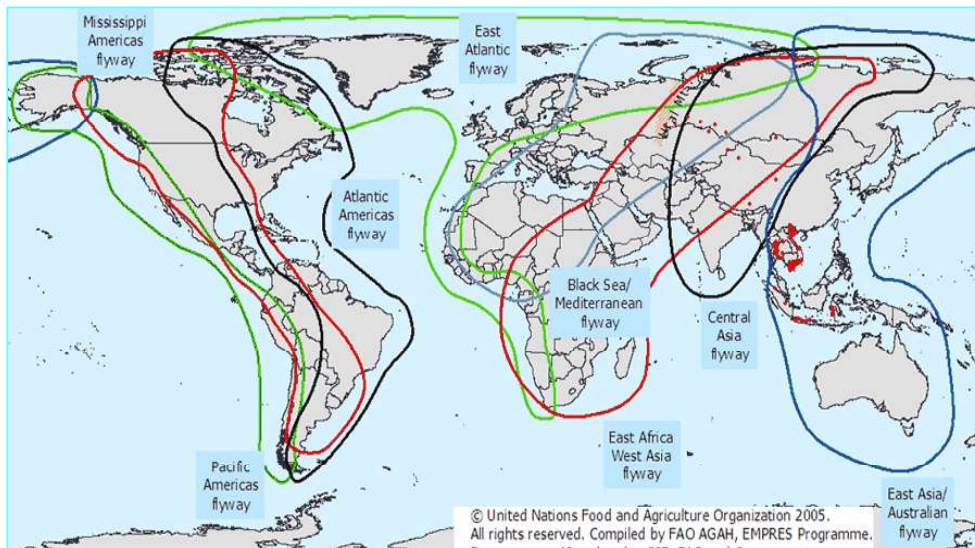 Mississippi
Americas
flyway
East
Atlantic
flyway
Atlantic
Americas
flyway
Black Sea/
Mediterranean
flyway
Central
Asia
flyway
East Africa
West Asia
flyway
Pacific
Americas
flyway
East Asia/
Australian
flyway
© United Nations Food and Agriculture Organization 2005.
All rights reserved. Compiled by FAO AGAH, EMPRES Programme.